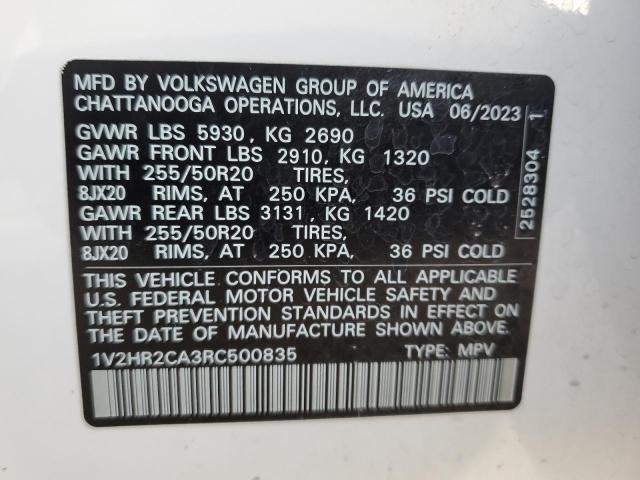 MFD BY VOLKSWAGEN GROUP OF AMERICA
CHATTANOOGA OPERATIONS, LLC. USA 06/2023
GVWR LBS 5930, KG 2690
GAWR FRONT LBS 2910, KG 1320
WITH 255/50R20 TIRES,
8JX20 RIMS, AT 250 KPA, 36 PSI COLD
GAWR REAR LBS 3131, KG 1420
WITH 255/50R20 TIRES,
8JX20 RIMS, AT 250 KPA, 36 PSI COLD
THIS VEHICLE CONFORMS TO ALL APPLICABLE
U.S. FEDERAL MOTOR VEHICLE SAFETY AND
THEFT PREVENTION STANDARDS IN EFFECT ON
THE DATE OF MANUFACTURE SHOWN ABOVE.
1V2HR2CA3RC500835 TYPE: MPV
2528304 1